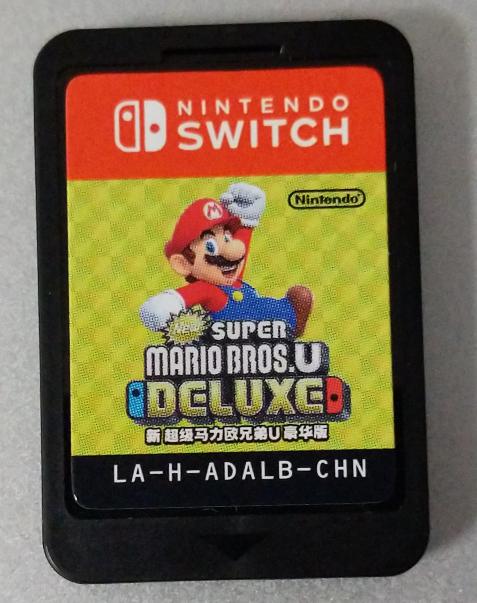 NINTENDO
SWITCH
Nintendo
M
New SUPER
MARIO BROS. U
DELUXE
新 超级马力欧兄弟U 豪华版
LA-H-ADALB-CHN